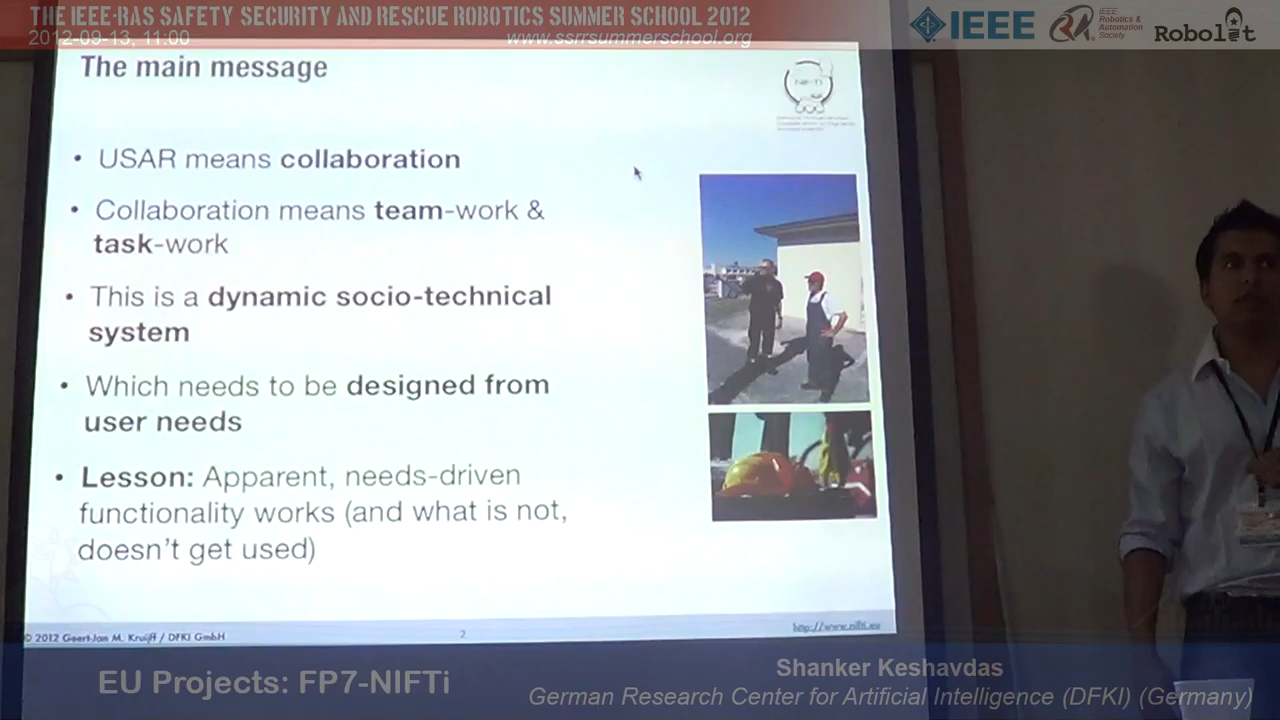 THE IEEE-RAS SAFETY SECURITY AND RESCUE ROBOTICS SUMMER SCHOOL 2012
2012-09-13, 11:00
www.ssrrsummerschool.org
IEEE
IEEE
Robotics &
Automation
Society
Robolit
The main message
NIFTi
• USAR means collaboration
• Collaboration means team-work &
task-work
• This is a dynamic socio-technical
system
• Which needs to be designed from
user needs
• Lesson: Apparent, needs-driven
functionality works (and what is not,
doesn't get used)
© 2012 Geert-Jan M. Kruijff / DFKI GmbH
2
http://www.nifti.eu
EU Projects: FP7-NIFTi
Shanker Keshavdas
German Research Center for Artificial Intelligence (DFKI) (Germany)